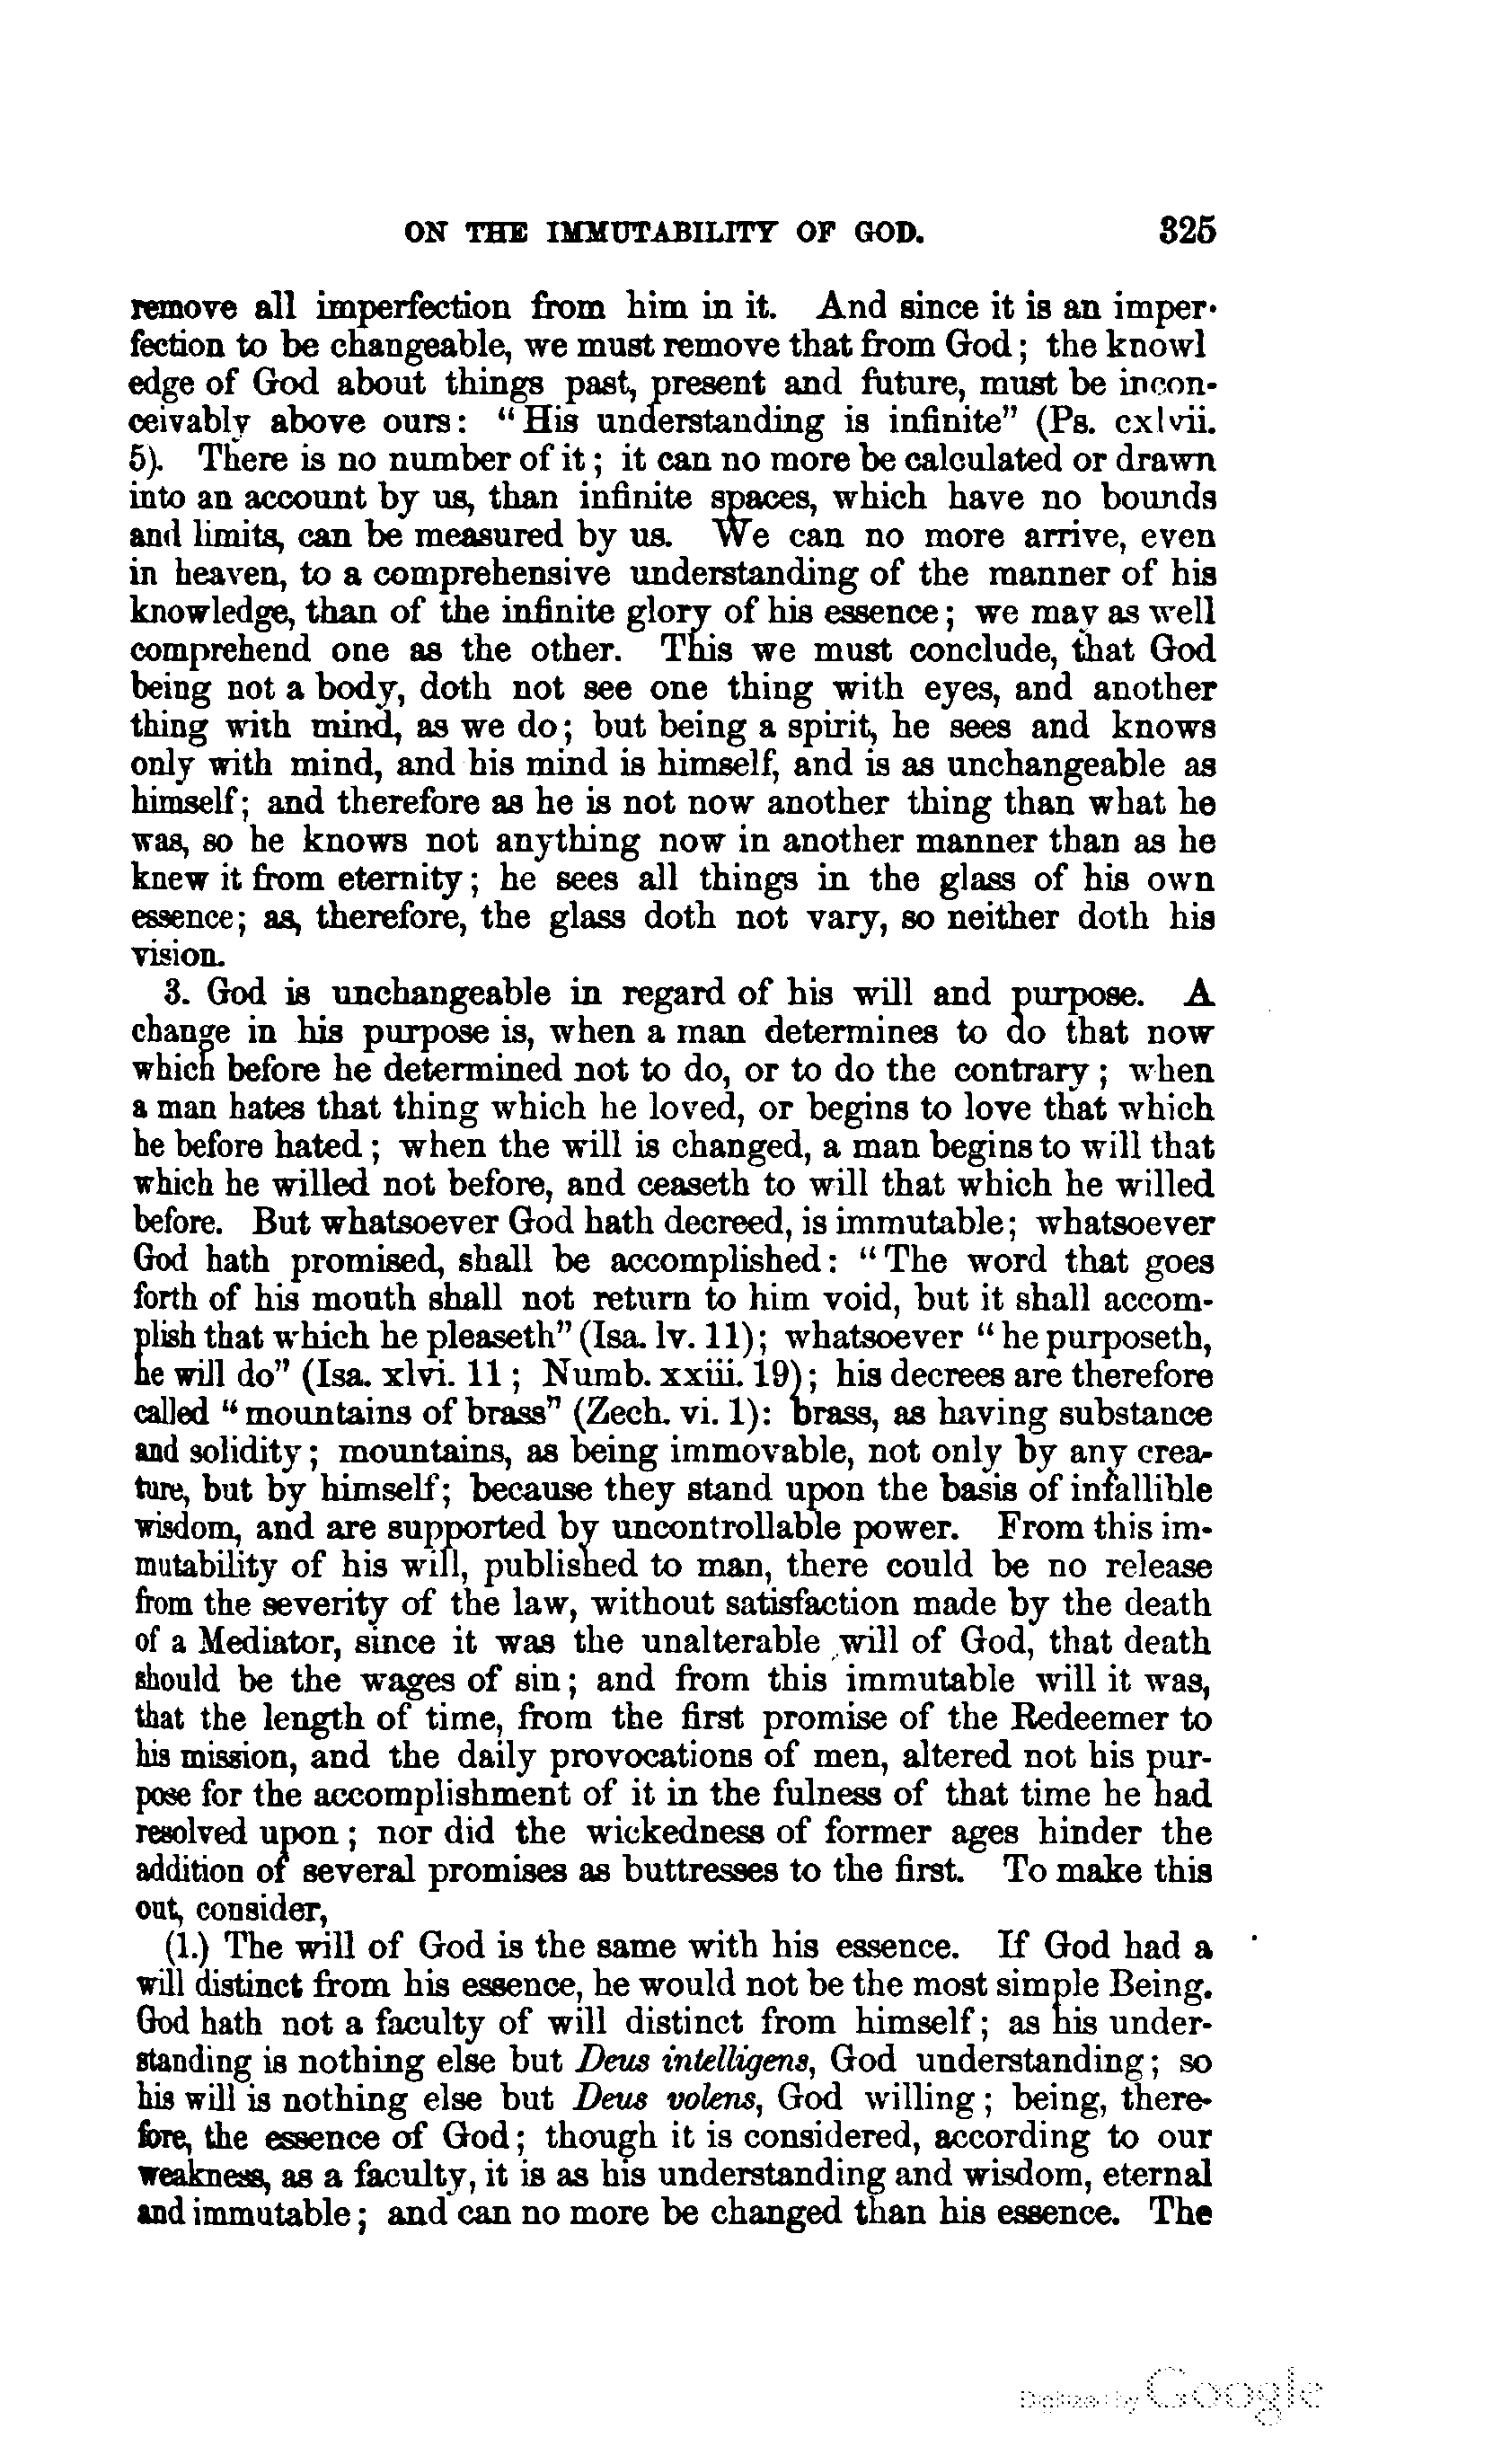 ON THE IMMUTABILITY OF GOD. 325
remove all imperfection from him in it. And since it is an imper-
fection to be changeable, we must remove that from God; the knowl
edge of God about things past, present and future, must be incon-
ceivably above ours: “His understanding is infinite” (Ps. cxlvii.
5). There is no number of it; it can no more be calculated or drawn
into an account by us, than infinite spaces, which have no bounds
and limits, can be measured by us. We can no more arrive, even
in heaven, to a comprehensive understanding of the manner of his
knowledge, than of the infinite glory of his essence; we may as well
comprehend one as the other. This we must conclude, that God
being not a body, doth not see one thing with eyes, and another
thing with mind, as we do; but being a spirit, he sees and knows
only with mind, and his mind is himself, and is as unchangeable as
himself; and therefore as he is not now another thing than what he
was, so he knows not anything now in another manner than as he
knew it from eternity; he sees all things in the glass of his own
essence; as, therefore, the glass doth not vary, so neither doth his
vision.
3. God is unchangeable in regard of his will and purpose. A
change in his purpose is, when a man determines to do that now
which before he determined not to do, or to do the contrary; when
a man hates that thing which he loved, or begins to love that which
he before hated; when the will is changed, a man begins to will that
which he willed not before, and ceaseth to will that which he willed
before. But whatsoever God hath decreed, is immutable; whatsoever
God hath promised, shall be accomplished: “The word that goes
forth of his mouth shall not return to him void, but it shall accom-
plish that which he pleaseth” (Isa. lv. 11); whatsoever “he purposeth,
he will do” (Isa. xlvi. 11; Numb. xxiii. 19); his decrees are therefore
called “mountains of brass” (Zech. vi. 1): brass, as having substance
and solidity; mountains, as being immovable, not only by any crea-
ture, but by himself; because they stand upon the basis of infallible
wisdom, and are supported by uncontrollable power. From this im-
mutability of his will, published to man, there could be no release
from the severity of the law, without satisfaction made by the death
of a Mediator, since it was the unalterable will of God, that death
should be the wages of sin; and from this immutable will it was,
that the length of time, from the first promise of the Redeemer to
his mission, and the daily provocations of men, altered not his pur-
pose for the accomplishment of it in the fulness of that time he had
resolved upon; nor did the wickedness of former ages hinder the
addition of several promises as buttresses to the first. To make this
out, consider,
(1.) The will of God is the same with his essence. If God had a
will distinct from his essence, he would not be the most simple Being.
God hath not a faculty of will distinct from himself; as his under-
standing is nothing else but Deus intelligens, God understanding; so
his will is nothing else but Deus volens, God willing; being, there-
fore, the essence of God; though it is considered, according to our
weakness, as a faculty, it is as his understanding and wisdom, eternal
and immutable; and can no more be changed than his essence. The
Digitized by Google